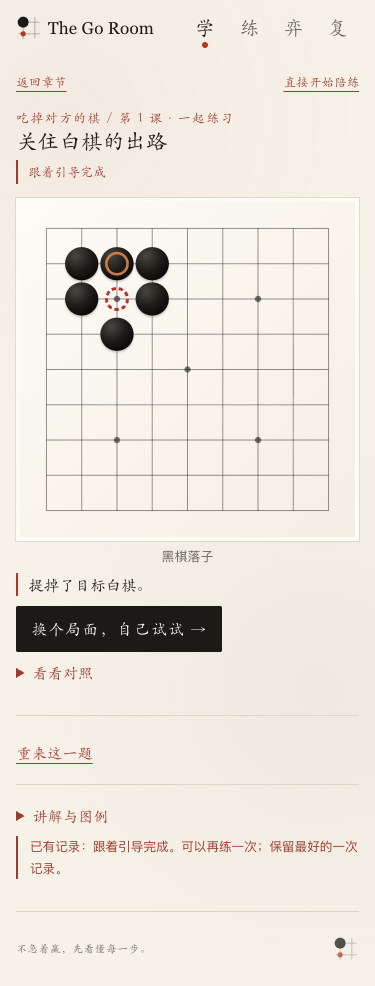 The Go Room
学 练 弈 复
返回章节 直接开始陪练
吃掉对方的棋 / 第 1 课 · 一起练习
关住白棋的出路
跟着引导完成
黑棋落子
提掉了目标白棋。
换个局面，自己试试 →
看看对照
重来这一题
讲解与图例
已有记录：跟着引导完成。可以再练一次；保留最好的一次
记录。
不急着赢，先看懂每一步。